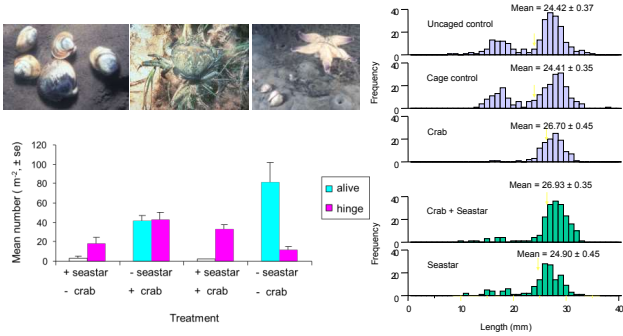 Mean number ( m⁻², ± se)
120
100
80
60
40
20
0
+ seastar
- crab
- seastar
+ crab
+ seastar
+ crab
- seastar
- crab
Treatment
alive
hinge
Frequency
40
20
0
Uncaged control
Mean = 24.42 ± 0.37
40
20
0
Cage control
Mean = 24.41 ± 0.35
40
20
0
Crab
Mean = 26.70 ± 0.45
Frequency
40
20
0
Crab + Seastar
Mean = 26.93 ± 0.35
40
20
0
Seastar
Mean = 24.90 ± 0.45
0
10
20
30
40
Length (mm)